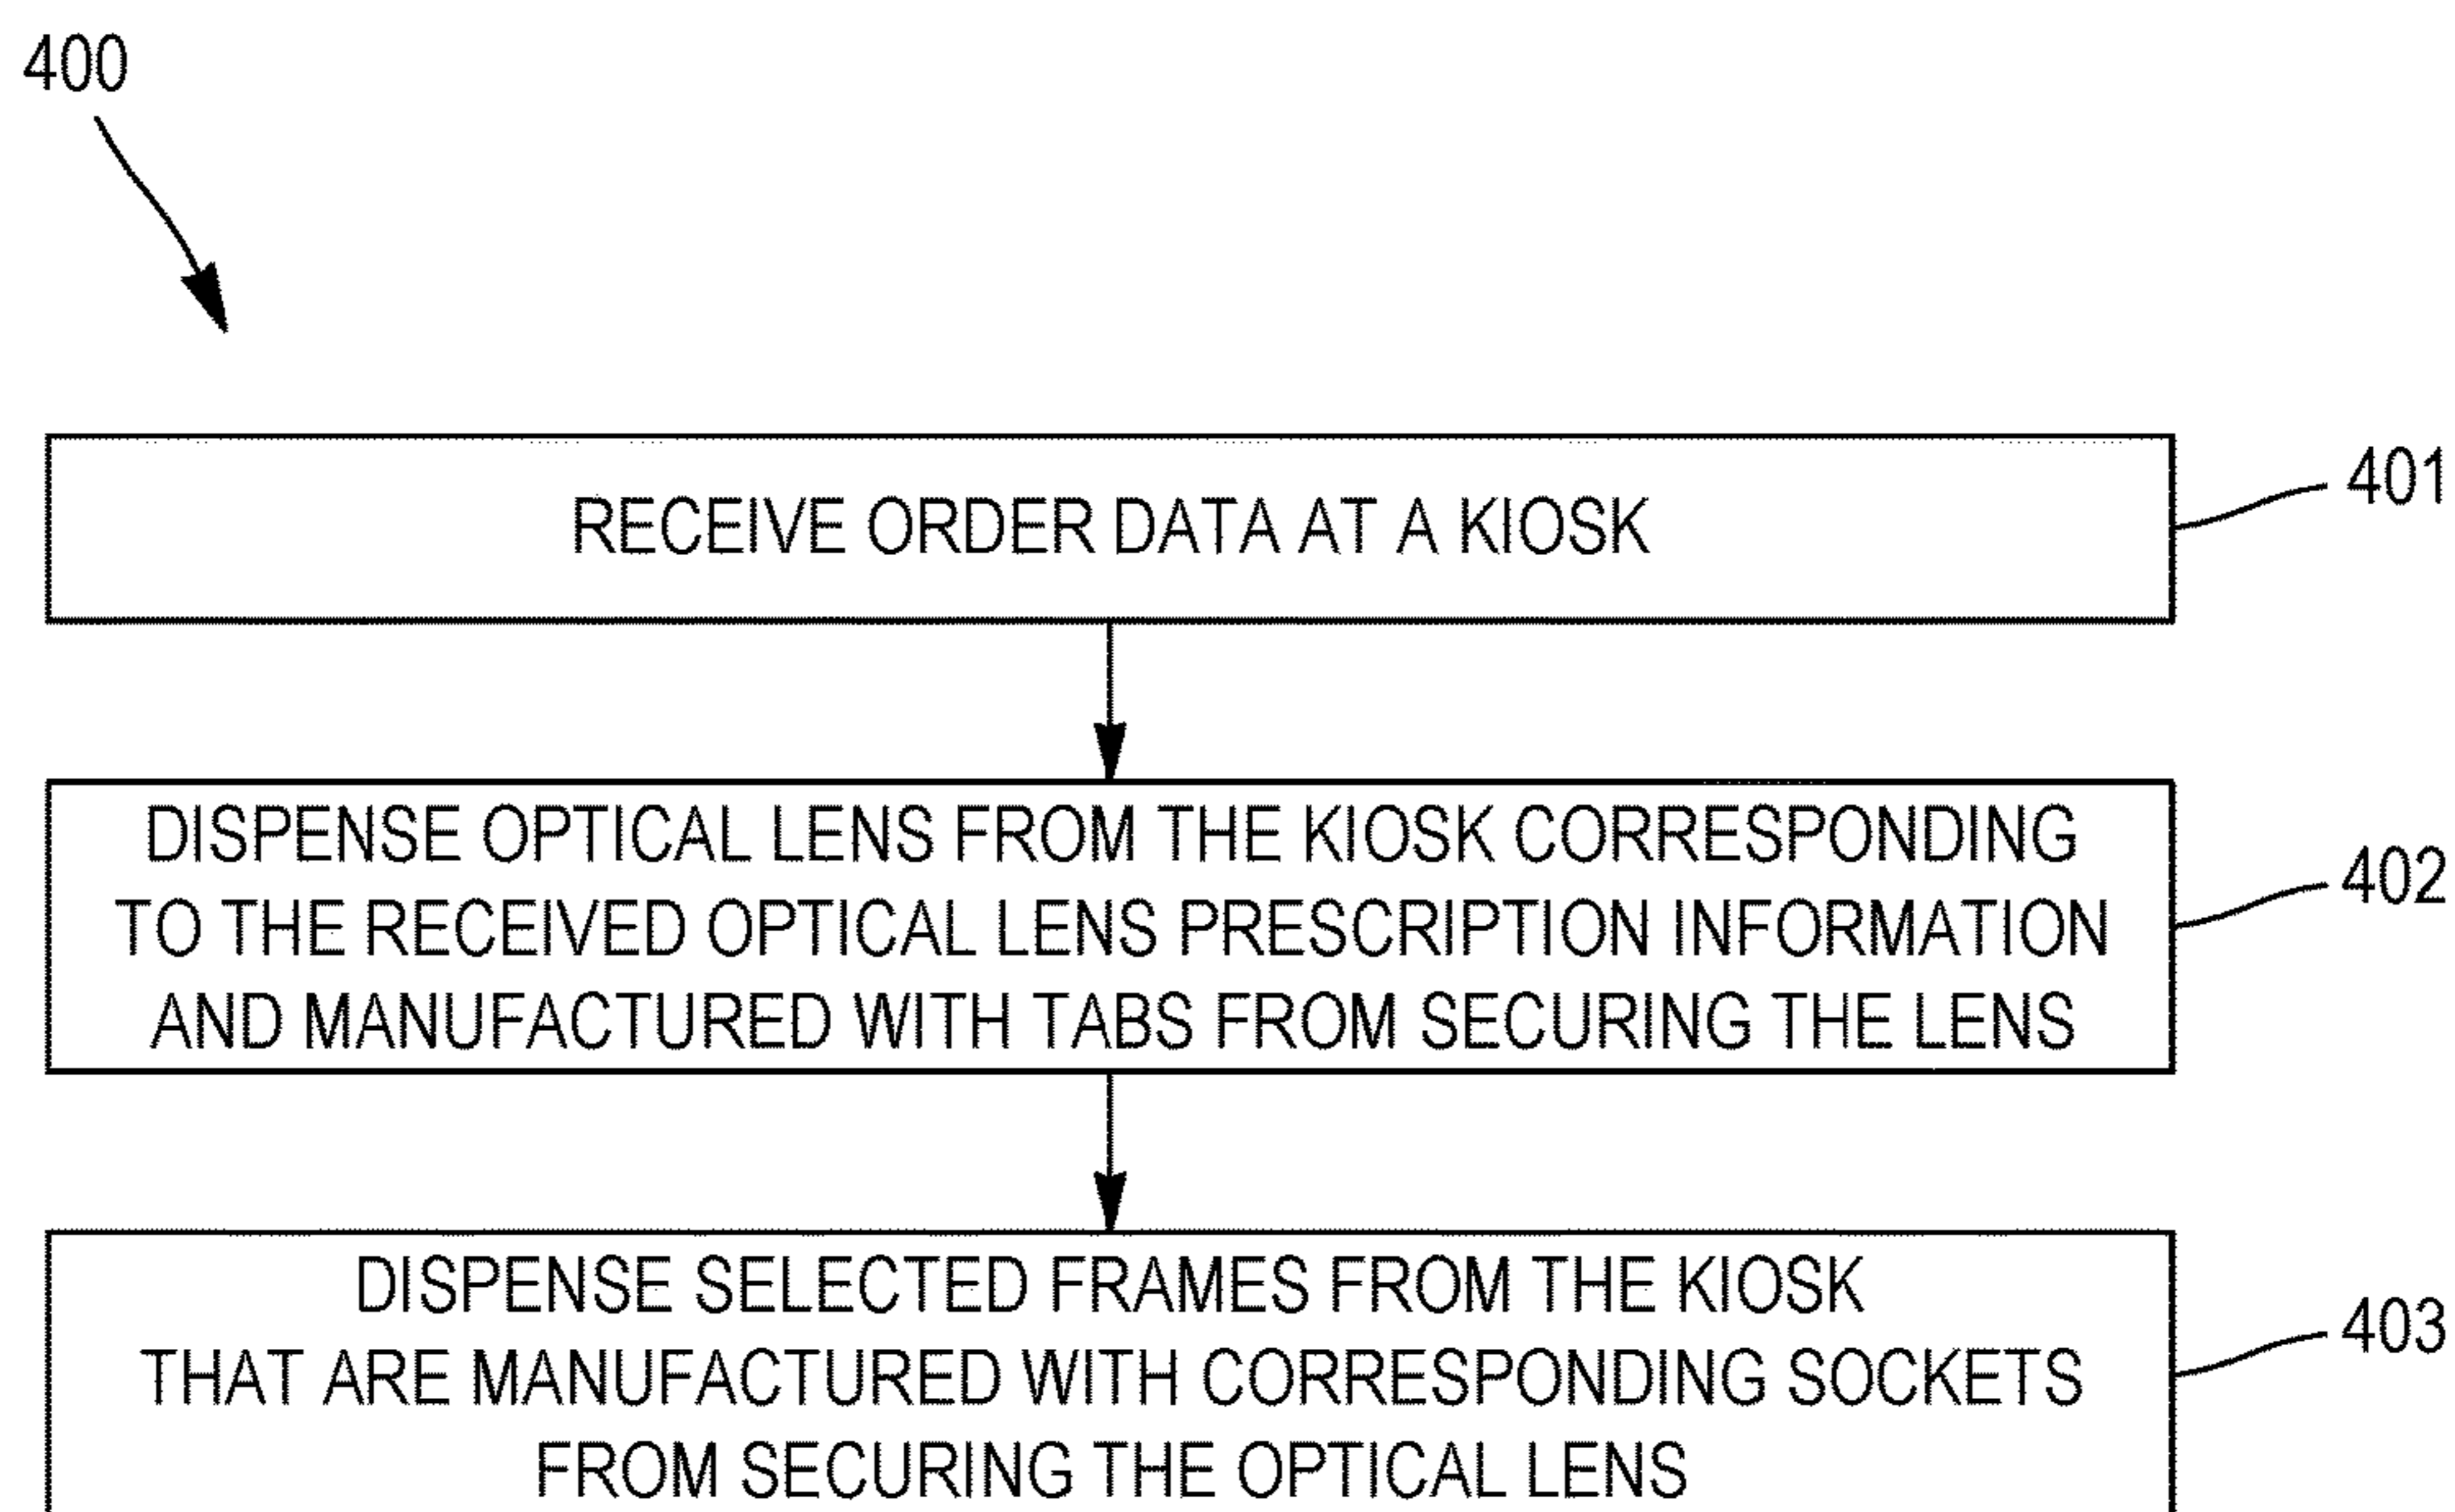 400
RECEIVE ORDER DATA AT A KIOSK
401
DISPENSE OPTICAL LENS FROM THE KIOSK CORRESPONDING
TO THE RECEIVED OPTICAL LENS PRESCRIPTION INFORMATION
AND MANUFACTURED WITH TABS FROM SECURING THE LENS
402
DISPENSE SELECTED FRAMES FROM THE KIOSK
THAT ARE MANUFACTURED WITH CORRESPONDING SOCKETS
FROM SECURING THE OPTICAL LENS
403